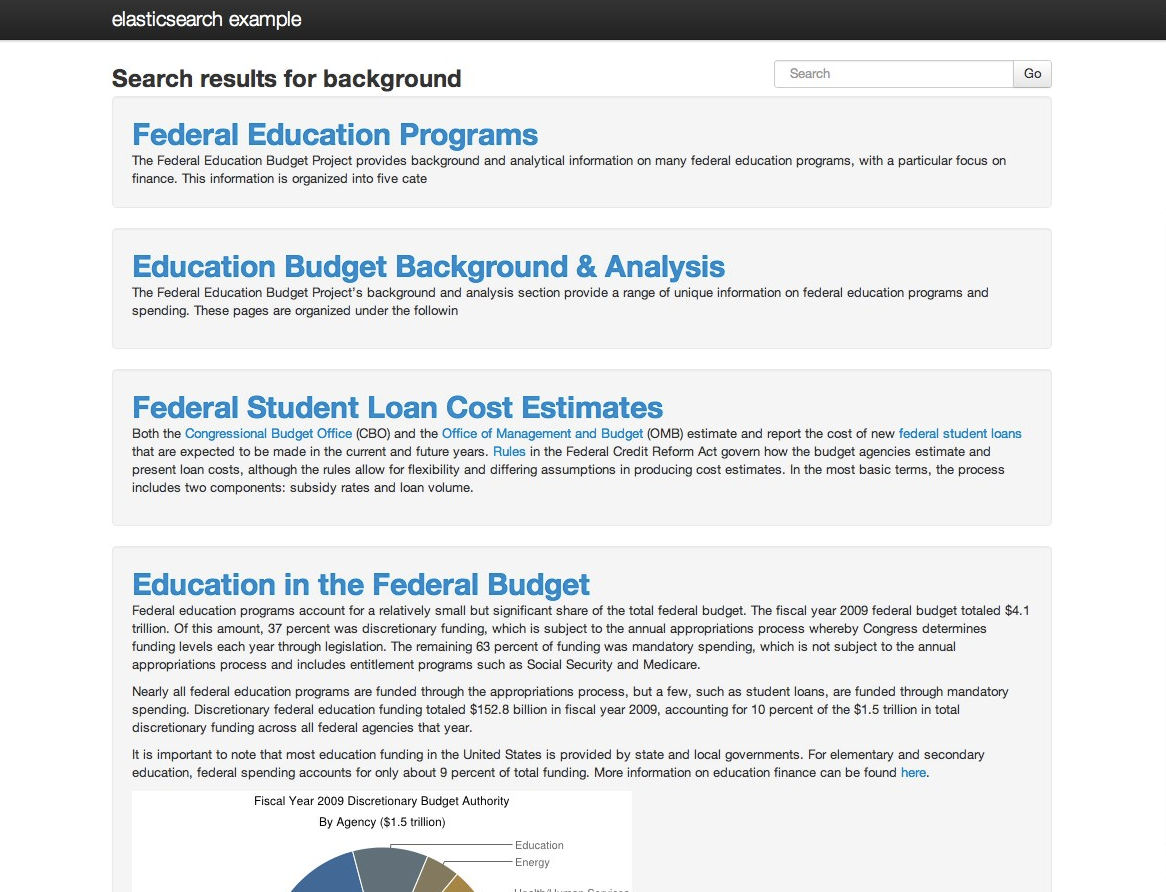 elasticsearch example
Search results for background
Search
Go
Federal Education Programs
The Federal Education Budget Project provides background and analytical information on many federal education programs, with a particular focus on
finance. This information is organized into five cate
Education Budget Background & Analysis
The Federal Education Budget Project's background and analysis section provide a range of unique information on federal education programs and
spending. These pages are organized under the followin
Federal Student Loan Cost Estimates
Both the Congressional Budget Office (CBO) and the Office of Management and Budget (OMB) estimate and report the cost of new federal student loans
that are expected to be made in the current and future years. Rules in the Federal Credit Reform Act govern how the budget agencies estimate and
present loan costs, although the rules allow for flexibility and differing assumptions in producing cost estimates. In the most basic terms, the process
includes two components: subsidy rates and loan volume.
Education in the Federal Budget
Federal education programs account for a relatively small but significant share of the total federal budget. The fiscal year 2009 federal budget totaled $4.1
trillion. Of this amount, 37 percent was discretionary funding, which is subject to the annual appropriations process whereby Congress determines
funding levels each year through legislation. The remaining 63 percent of funding was mandatory spending, which is not subject to the annual
appropriations process and includes entitlement programs such as Social Security and Medicare.
Nearly all federal education programs are funded through the appropriations process, but a few, such as student loans, are funded through mandatory
spending. Discretionary federal education funding totaled $152.8 billion in fiscal year 2009, accounting for 10 percent of the $1.5 trillion in total
discretionary funding across all federal agencies that year.
It is important to note that most education funding in the United States is provided by state and local governments. For elementary and secondary
education, federal spending accounts for only about 9 percent of total funding. More information on education finance can be found here.
Fiscal Year 2009 Discretionary Budget Authority
By Agency ($1.5 trillion)
Education
Energy
Health/Human Services